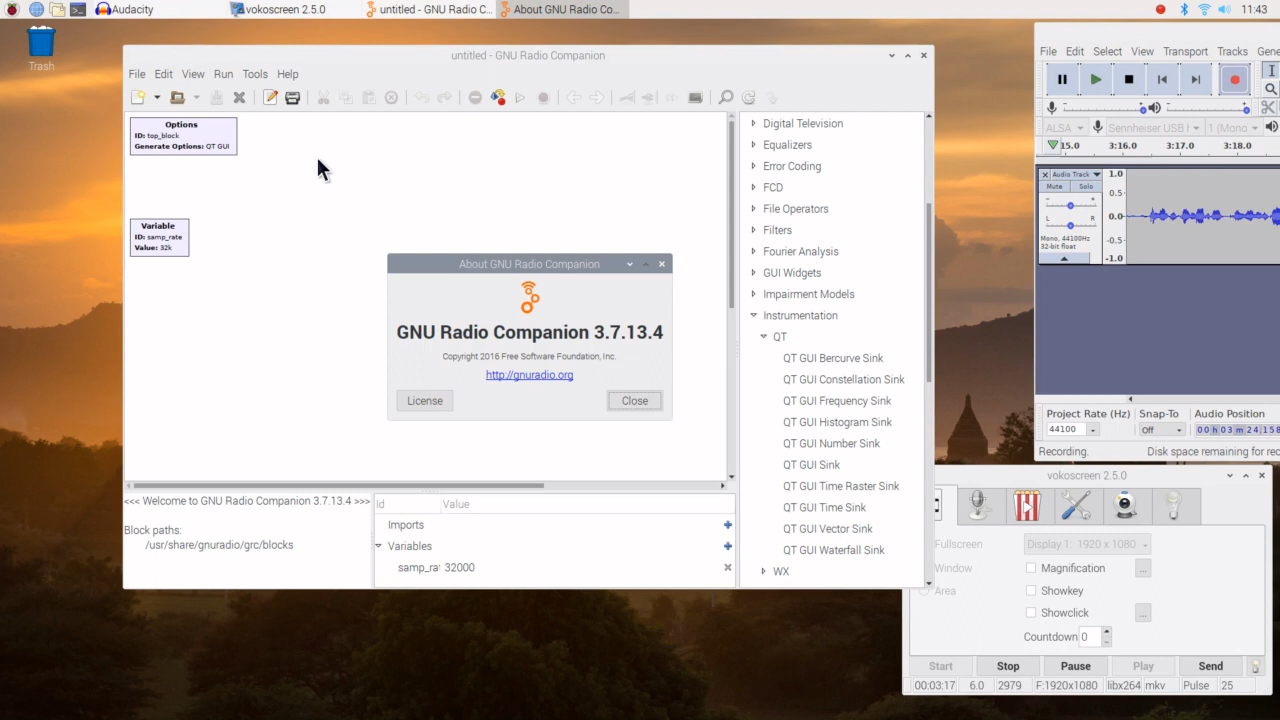 Audacity
vokoscreen 2.5.0
untitled - GNU Radio C...
About GNU Radio Co...
11:43
Trash
untitled - GNU Radio Companion
File Edit View Run Tools Help
Options
ID: top_block
Generate Options: QT GUI
Variable
ID: samp_rate
Value: 32k
About GNU Radio Companion
GNU Radio Companion 3.7.13.4
Copyright 2016 Free Software Foundation, Inc.
http://gnuradio.org
License
Close
Digital Television
Equalizers
Error Coding
FCD
File Operators
Filters
Fourier Analysis
GUI Widgets
Impairment Models
Instrumentation
QT
QT GUI Bercurve Sink
QT GUI Constellation Sink
QT GUI Frequency Sink
QT GUI Histogram Sink
QT GUI Number Sink
QT GUI Sink
QT GUI Time Raster Sink
QT GUI Time Sink
QT GUI Vector Sink
QT GUI Waterfall Sink
WX
<<< Welcome to GNU Radio Companion 3.7.13.4 >>>
Block paths:
/usr/share/gnuradio/grc/blocks
Id Value
Imports
Variables
samp_ra 32000
File Edit Select View Transport Tracks Gene
ALSA
Sennheiser USB
1 (Mono
15.0 3:16.0 3:17.0 3:18.0
Audio Track
Mute Solo
L R
Mono, 44100Hz
32-bit float
1.0
0.5
0.0
-0.5
-1.0
Project Rate (Hz) Snap-To Audio Position
44100 Off 00 h 03 m 24.158
Recording.
Disk space remaining for rec
vokoscreen 2.5.0
Fullscreen
Window
Area
Display 1: 1920 x 1080
Magnification ...
Showkey
Showclick ...
Countdown 0
Start Stop Pause Play Send
00:03:17 6.0 2979 F:1920x1080 libx264 mkv Pulse 25